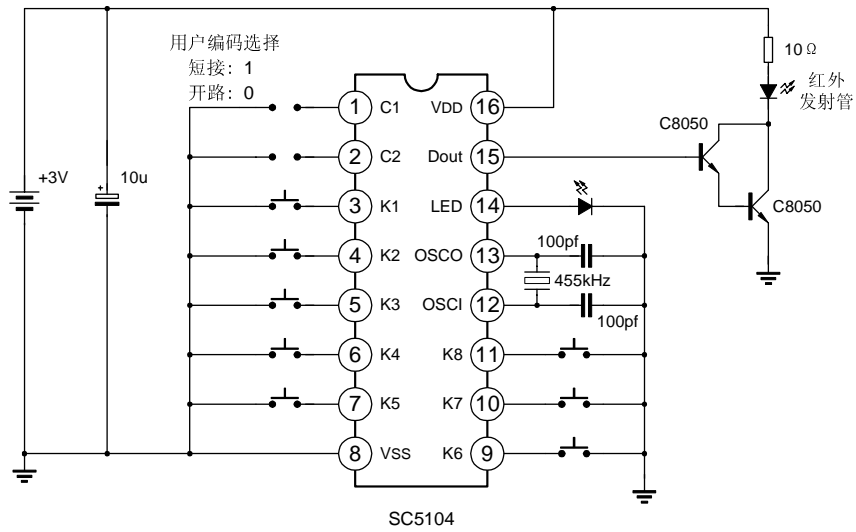 用户编码选择
短接：1
开路：0
10Ω
红外
发射管
C8050
C8050
+3V
+
10u
1 C1
2 C2
3 K1
4 K2
5 K3
6 K4
7 K5
8 VSS
VDD 16
Dout 15
LED 14
OSCO 13
OSCI 12
K8 11
K7 10
K6 9
100pf
455kHz
100pf
SC5104